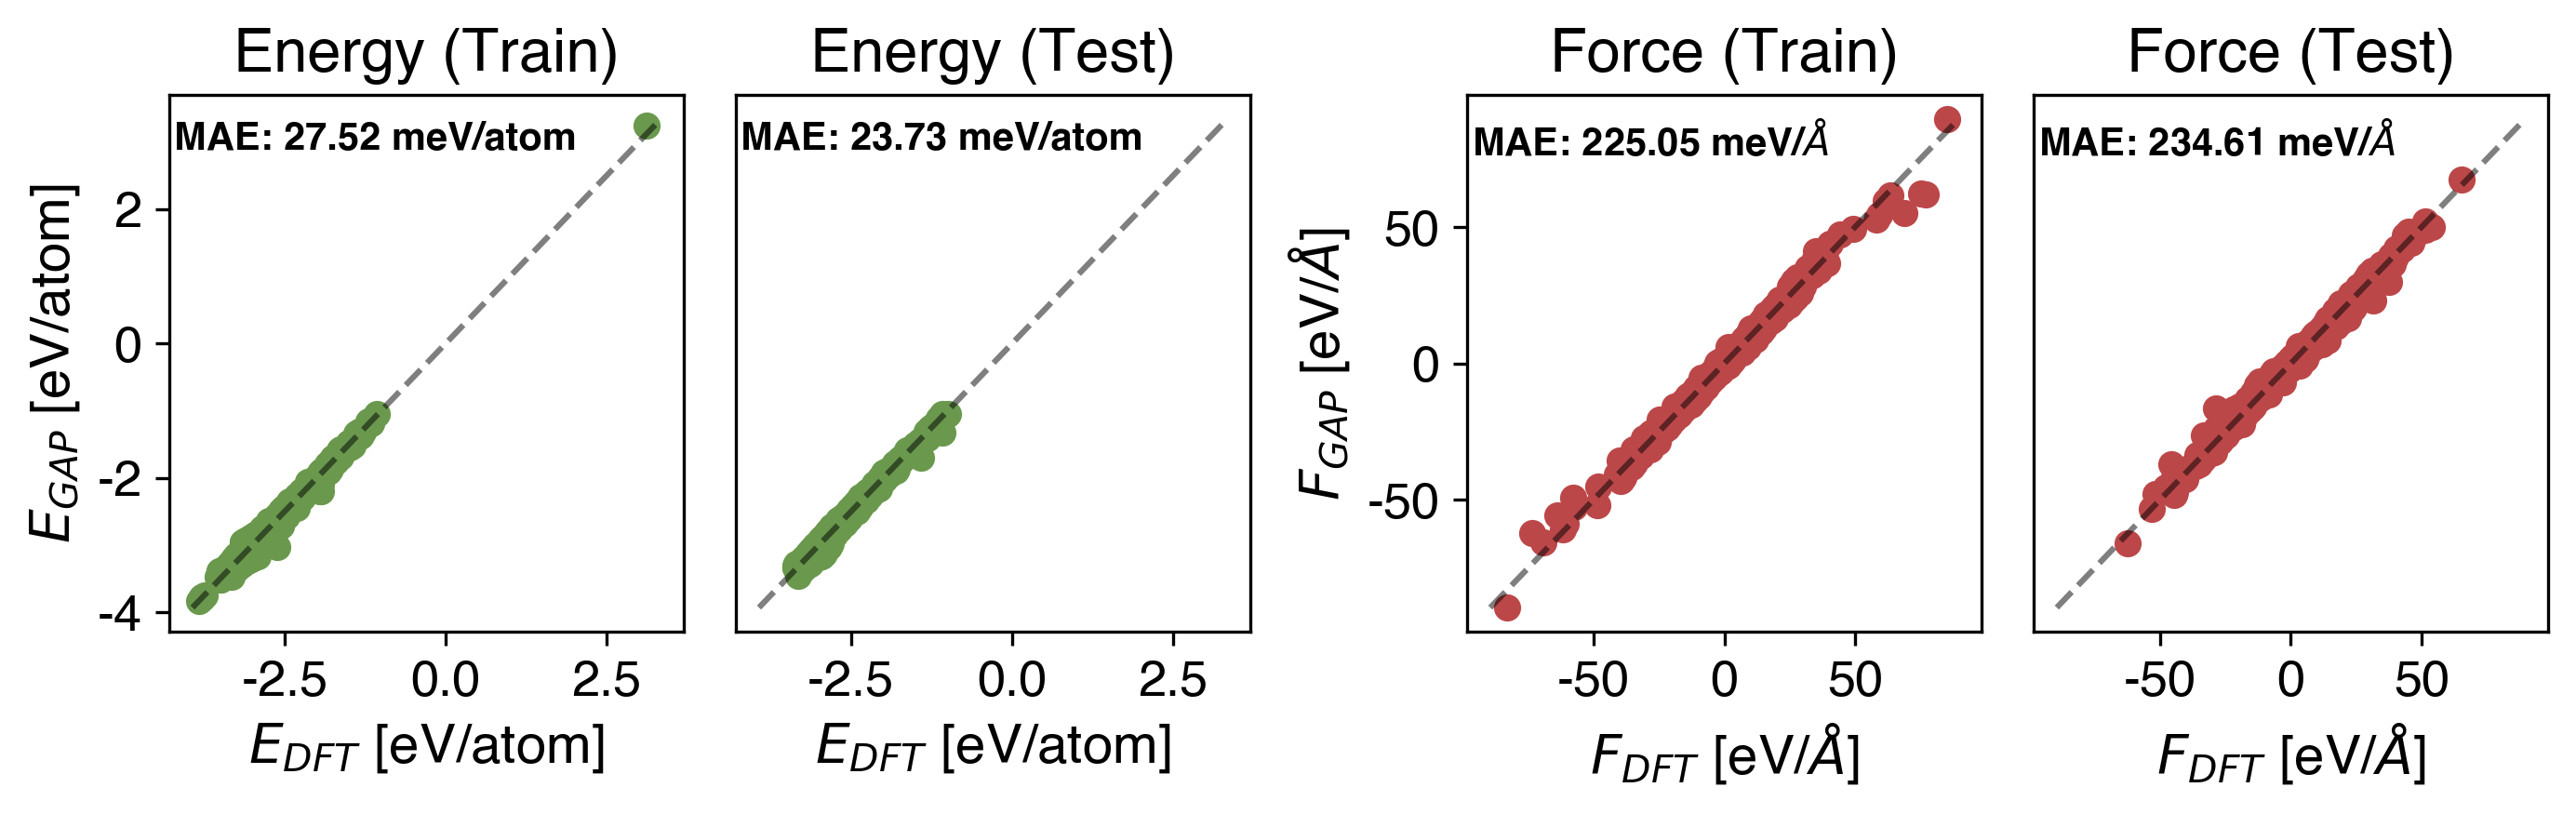 Energy (Train)
MAE: 27.52 meV/atom
E_GAP [eV/atom]
2
0
-2
-4
-2.5 0.0 2.5
E_DFT [eV/atom]
Energy (Test)
MAE: 23.73 meV/atom
-2.5 0.0 2.5
E_DFT [eV/atom]
Force (Train)
MAE: 225.05 meV/Å
F_GAP [eV/Å]
50
0
-50
-50 0 50
F_DFT [eV/Å]
Force (Test)
MAE: 234.61 meV/Å
-50 0 50
F_DFT [eV/Å]